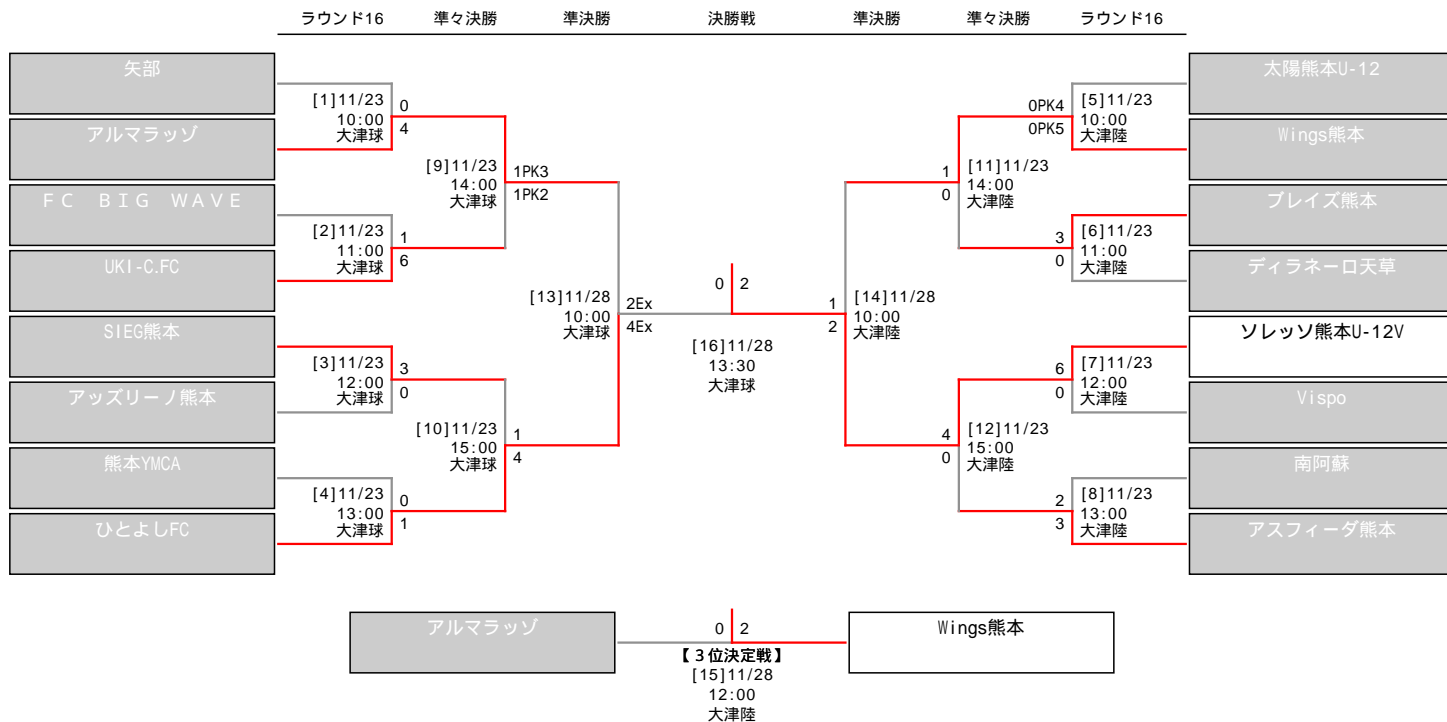 ラウンド16 準々決勝 準決勝 決勝戦 準決勝 準々決勝 ラウンド16
矢部
[1]11/23
10:00
大津球
0
4
アルマラッゾ
ＦＣ　ＢＩＧ　ＷＡＶＥ
[2]11/23
11:00
大津球
1
6
UKI-C.FC
SIEG熊本
[3]11/23
12:00
大津球
3
0
アッズリーノ熊本
熊本YMCA
[4]11/23
13:00
大津球
0
1
ひとよしFC
[9]11/23
14:00
大津球
1PK3
1PK2
[10]11/23
15:00
大津球
1
4
[13]11/28
10:00
大津球
2Ex
4Ex
0 2
[16]11/28
13:30
大津球
1
2
[14]11/28
10:00
大津陸
1
0
[11]11/23
14:00
大津陸
4
0
[12]11/23
15:00
大津陸
太陽熊本U-12
0PK4
0PK5
[5]11/23
10:00
大津陸
Wings熊本
ブレイズ熊本
3
0
[6]11/23
11:00
大津陸
ディラネーロ天草
ソレッソ熊本U-12V
6
0
[7]11/23
12:00
大津陸
Vispo
南阿蘇
2
3
[8]11/23
13:00
大津陸
アスフィーダ熊本
アルマラッゾ
0 2
Wings熊本
【３位決定戦】
[15]11/28
12:00
大津陸